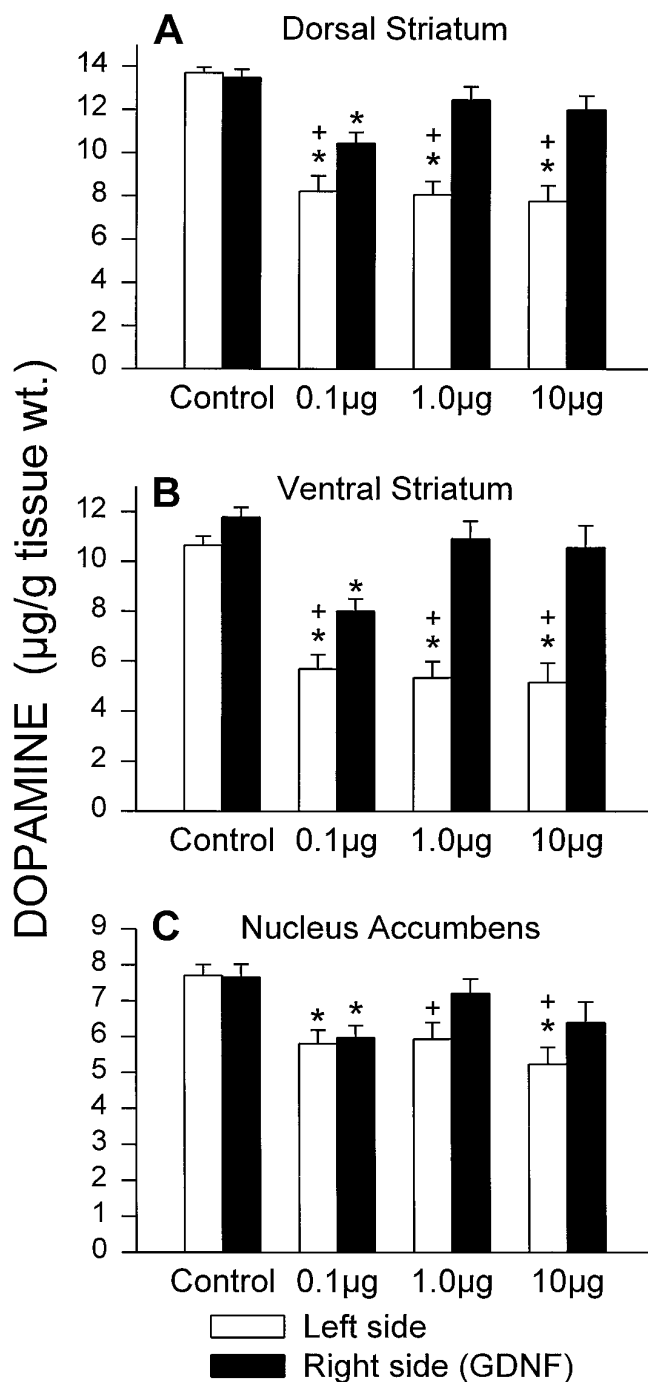 DOPAMINE (µg/g tissue wt.)
A Dorsal Striatum
14
12
10
8
6
4
2
0
+ * * + * + *
Control 0.1µg 1.0µg 10µg
B Ventral Striatum
12
10
8
6
4
2
0
+ * * + * + *
Control 0.1µg 1.0µg 10µg
C Nucleus Accumbens
9
8
7
6
5
4
3
2
1
0
* * + + *
Control 0.1µg 1.0µg 10µg
Left side
Right side (GDNF)